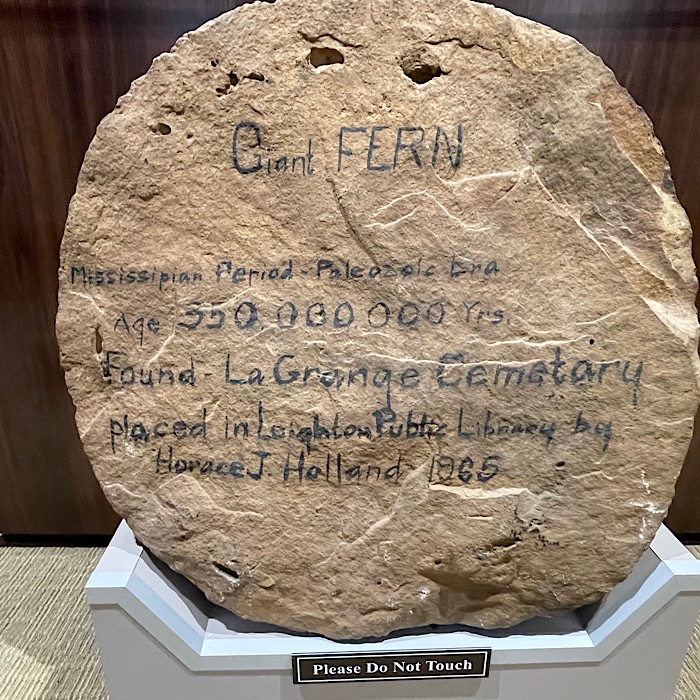 Giant FERN
Mississipian Period - Paleozoic Era
Age 350,000,000 Yrs.
Found - La Grange Cemetary
placed in Leighton Public Library by
Horace J. Holland 1965
Please Do Not Touch